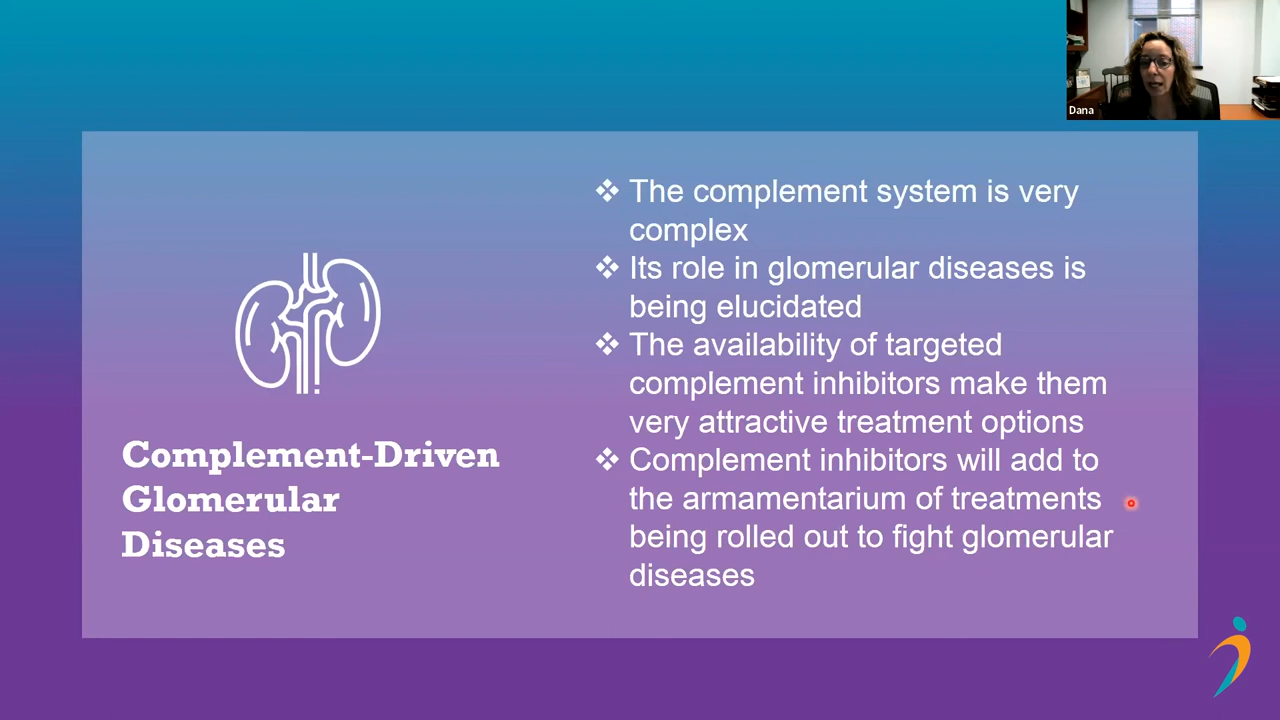 Dana
❖ The complement system is very
complex
❖ Its role in glomerular diseases is
being elucidated
❖ The availability of targeted
complement inhibitors make them
very attractive treatment options
❖ Complement inhibitors will add to
the armamentarium of treatments
being rolled out to fight glomerular
diseases
Complement-Driven
Glomerular
Diseases